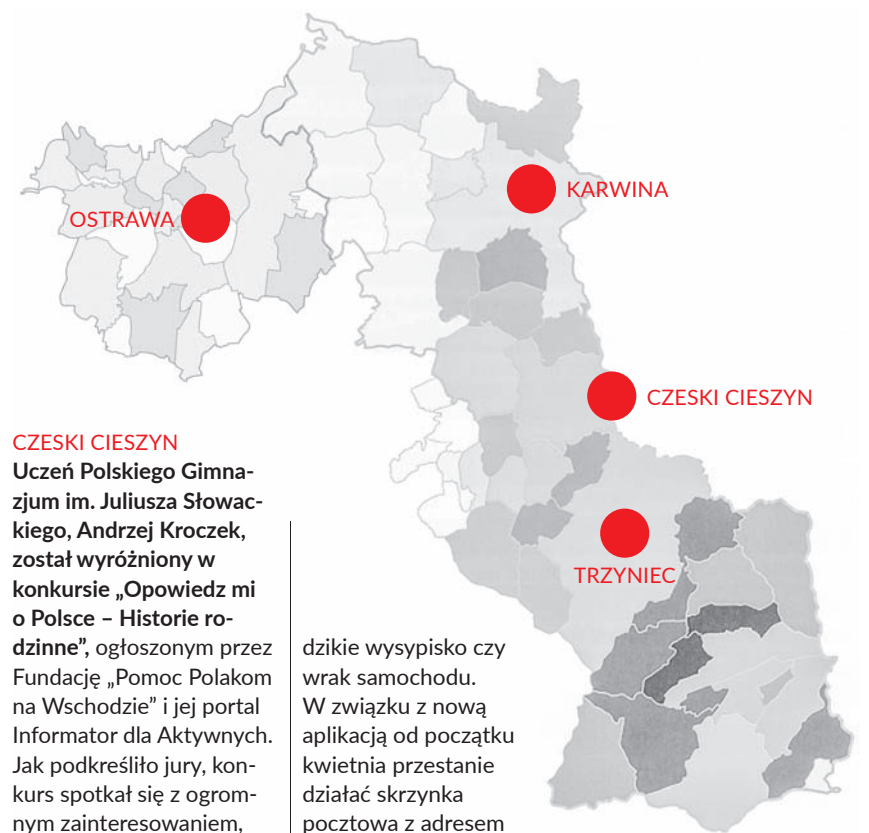 KARWINA
OSTRAWA
CZESKI CIESZYN
TRZYNIEC
CZESKI CIESZYN
Uczeń Polskiego Gimna-
zjum im. Juliusza Słowac-
kiego, Andrzej Kroczek,
został wyróżniony w
konkursie „Opowiedz mi
o Polsce – Historie ro-
dzinne”, ogłoszonym przez
Fundację „Pomoc Polakom
na Wschodzie” i jej portal
Informator dla Aktywnych.
Jak podkreśliło jury, kon-
kurs spotkał się z ogrom-
nym zainteresowaniem,
dzikie wysypisko czy
wrak samochodu.
W związku z nową
aplikacją od początku
kwietnia przestanie
działać skrzynka
pocztowa z adresem